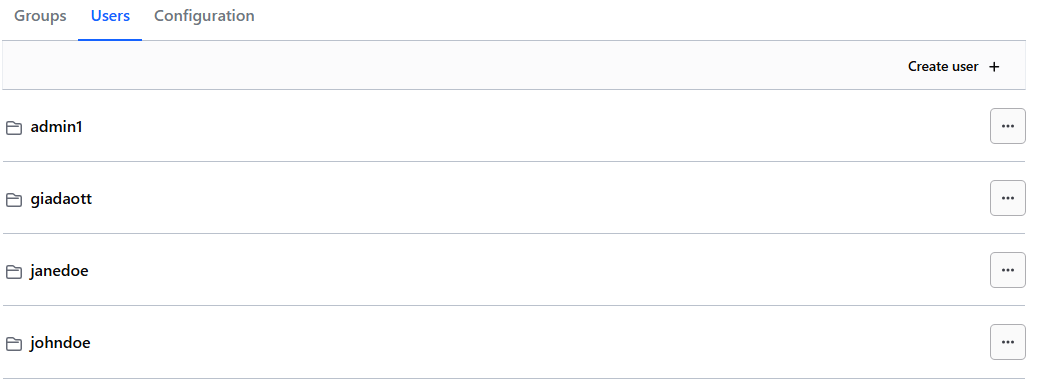 Groups Users Configuration
Create user +
admin1
giadaott
janedoe
johndoe